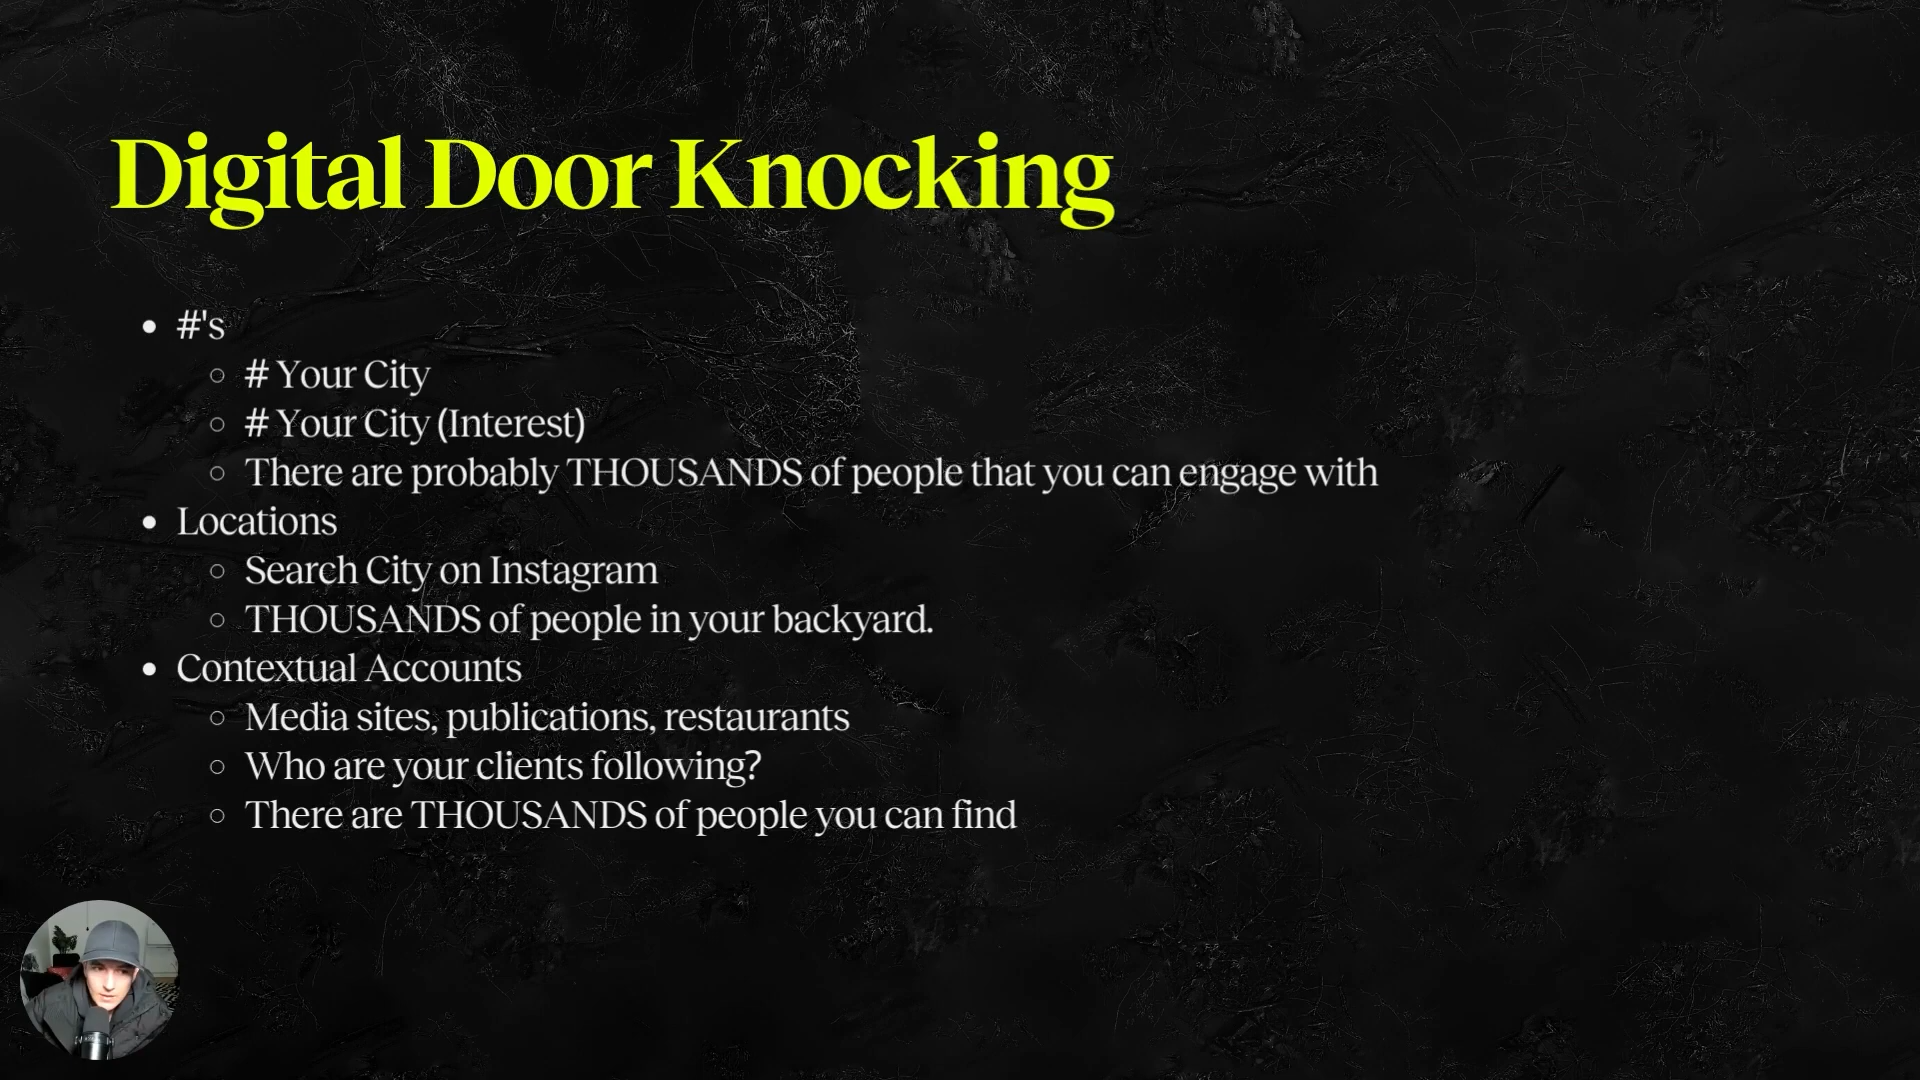 Digital Door Knocking
#'s
# Your City
# Your City (Interest)
There are probably THOUSANDS of people that you can engage with
Locations
Search City on Instagram
THOUSANDS of people in your backyard.
Contextual Accounts
Media sites, publications, restaurants
Who are your clients following?
There are THOUSANDS of people you can find